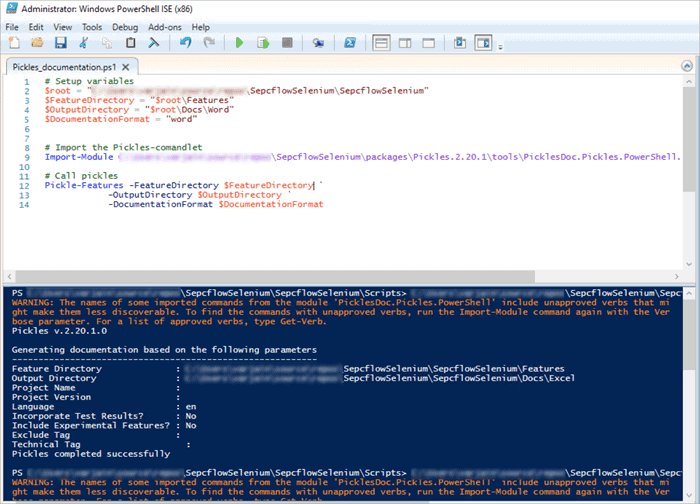 Administrator: Windows PowerShell ISE (x86)
File Edit View Tools Debug Add-ons Help
Pickles_documentation.ps1
1 # Setup variables
2 $root = "\SepcflowSelenium\SepcflowSelenium"
3 $FeatureDirectory = "$root\Features"
4 $OutputDirectory = "$root\Docs\Word"
5 $DocumentationFormat = "word"
6
7
8 # Import the Pickles-comandlet
9 Import-Module \SepcflowSelenium\packages\Pickles.2.20.1\tools\PicklesDoc.Pickles.PowerShell.
10
11 # Call pickles
12 Pickle-Features -FeatureDirectory $FeatureDirectory `
13 -OutputDirectory $OutputDirectory `
14 -DocumentationFormat $DocumentationFormat
PS \SepcflowSelenium\SepcflowSelenium\Scripts> \SepcflowSelenium\Sepc
WARNING: The names of some imported commands from the module 'PicklesDoc.Pickles.PowerShell' include unapproved verbs that mi
ght make them less discoverable. To find the commands with unapproved verbs, run the Import-Module command again with the Ver
bose parameter. For a list of approved verbs, type Get-Verb.
Pickles v.2.20.1.0
Generating documentation based on the following parameters
----------------------------------------------------------
Feature Directory : \SepcflowSelenium\SepcflowSelenium\Features
Output Directory : \SepcflowSelenium\SepcflowSelenium\Docs\Excel
Project Name :
Project Version :
Language : en
Incorporate Test Results? : No
Include Experimental Features? : No
Exclude Tag :
Technical Tag :
Pickles completed successfully
PS \SepcflowSelenium\SepcflowSelenium\Scripts> \SepcflowSelenium\Sepc
WARNING: The names of some imported commands from the module 'PicklesDoc.Pickles.PowerShell' include unapproved verbs that mi
ght make them less discoverable. To find the commands with unapproved verbs, run the Import-Module command again with the Ver